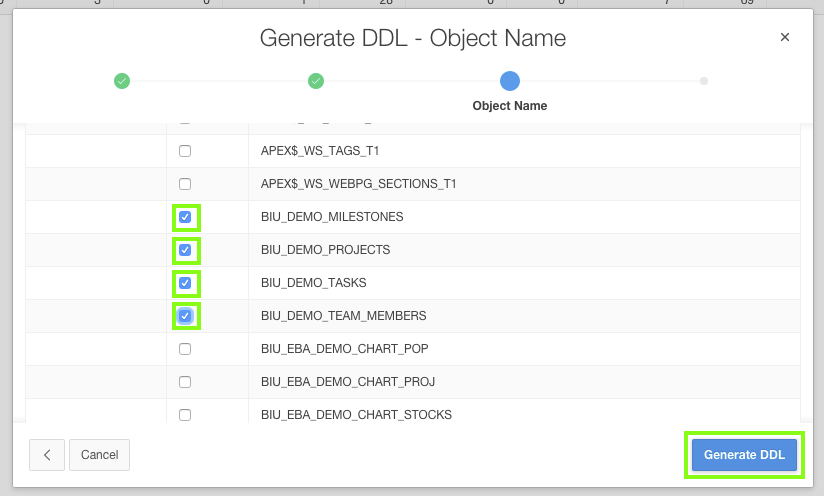 Generate DDL - Object Name
Object Name
APEX$_WS_TAGS_T1
APEX$_WS_WEBPG_SECTIONS_T1
BIU_DEMO_MILESTONES
BIU_DEMO_PROJECTS
BIU_DEMO_TASKS
BIU_DEMO_TEAM_MEMBERS
BIU_EBA_DEMO_CHART_POP
BIU_EBA_DEMO_CHART_PROJ
BIU_EBA_DEMO_CHART_STOCKS
Cancel
Generate DDL